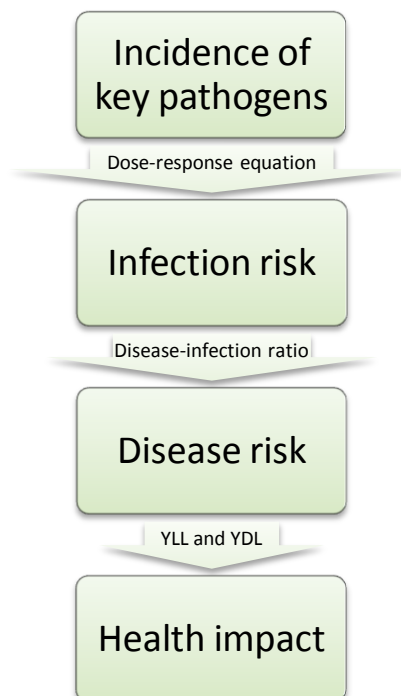 Incidence of
key pathogens
Dose-response equation
Infection risk
Disease-infection ratio
Disease risk
YLL and YDL
Health impact